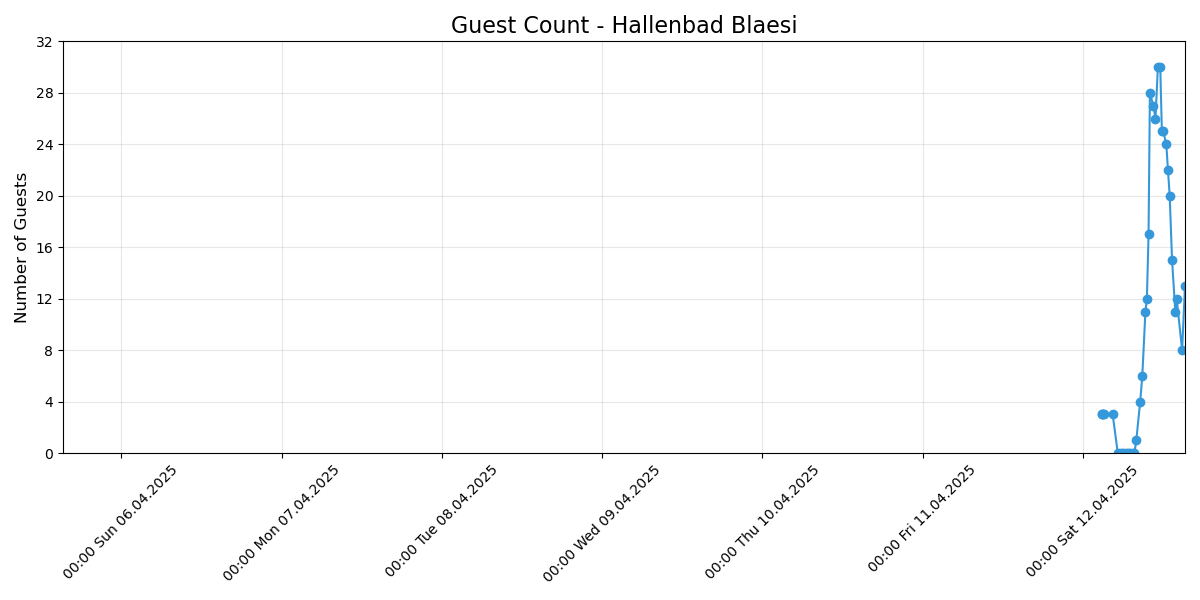 Guest Count - Hallenbad Blaesi
Number of Guests
32
28
24
20
16
12
8
4
0
00:00 Sun 06.04.2025
00:00 Mon 07.04.2025
00:00 Tue 08.04.2025
00:00 Wed 09.04.2025
00:00 Thu 10.04.2025
00:00 Fri 11.04.2025
00:00 Sat 12.04.2025